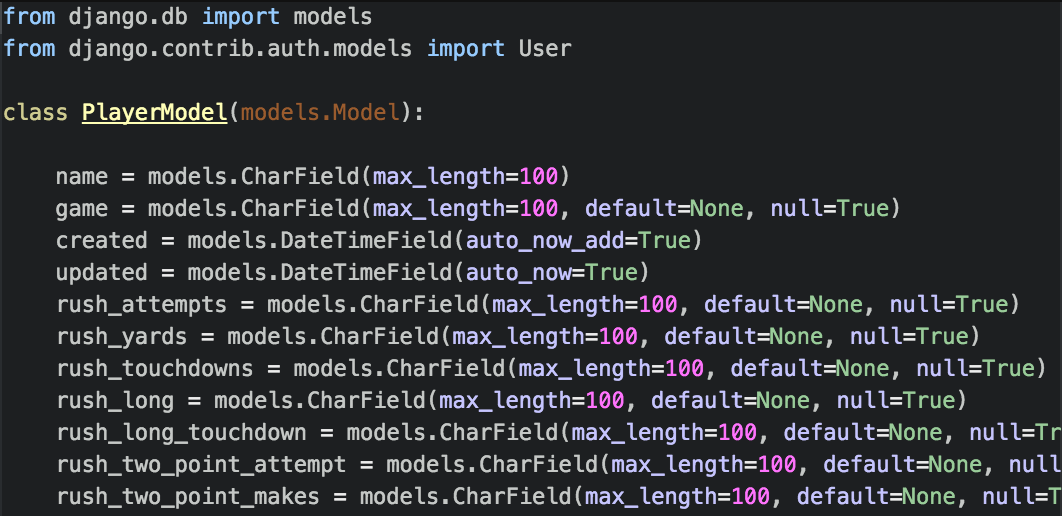 from django.db import models
from django.contrib.auth.models import User
class PlayerModel(models.Model):
name = models.CharField(max_length=100)
game = models.CharField(max_length=100, default=None, null=True)
created = models.DateTimeField(auto_now_add=True)
updated = models.DateTimeField(auto_now=True)
rush_attempts = models.CharField(max_length=100, default=None, null=True)
rush_yards = models.CharField(max_length=100, default=None, null=True)
rush_touchdowns = models.CharField(max_length=100, default=None, null=True)
rush_long = models.CharField(max_length=100, default=None, null=True)
rush_long_touchdown = models.CharField(max_length=100, default=None, null=Tr
rush_two_point_attempt = models.CharField(max_length=100, default=None, null
rush_two_point_makes = models.CharField(max_length=100, default=None, null=T